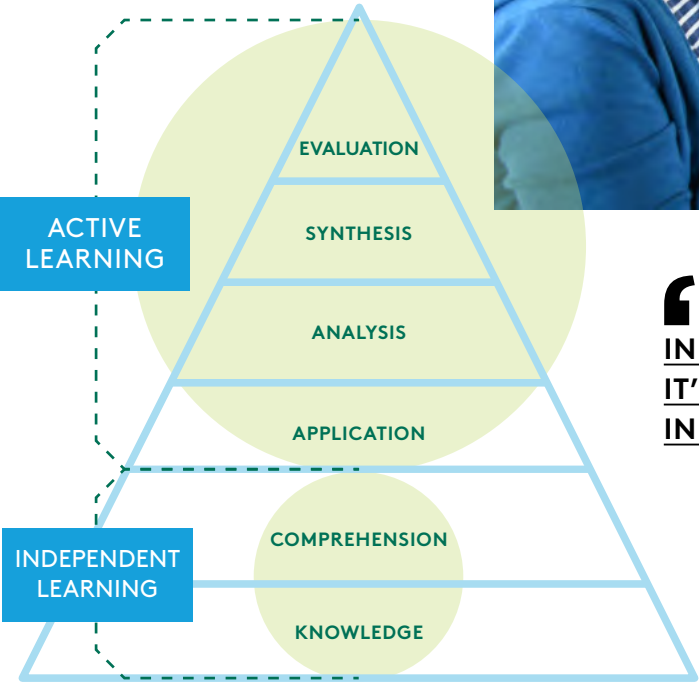 EVALUATION
SYNTHESIS
ACTIVE
LEARNING
ANALYSIS
APPLICATION
COMPREHENSION
INDEPENDENT
LEARNING
KNOWLEDGE
IN
IT'
IN